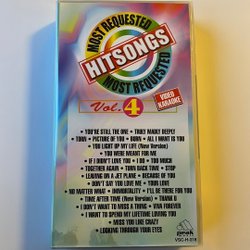 MOST REQUESTED
HITSONGS
MOST REQUESTED
Vol. 4
VIDEO
KARAOKE
• YOU'RE STILL THE ONE • TRULY MADLY DEEPLY
• TORN • PICTURE OF YOU • BURN • ALL I WANT IS YOU
• YOU LIGHT UP MY LIFE (New Version)
• YOU WERE MEANT FOR ME
• IF I DIDN'T LOVE YOU • I DO • TOO MUCH
• TOGETHER AGAIN • TURN BACK TIME • STOP
• LEAVING ON A JET PLANE • BECAUSE OF YOU
• DON'T SAY YOU LOVE ME • YOUR LOVE
• NO MATTER WHAT • IMMORTALITY • I'LL BE THERE FOR YOU
• TIME AFTER TIME (New Version) • THANK U
• I DON'T WANT TO MISS A THING • VIVA FOREVER
• I WANT TO SPEND MY LIFETIME LOVING YOU
• MISS YOU LIKE CRAZY
• LOOKING THROUGH YOUR EYES